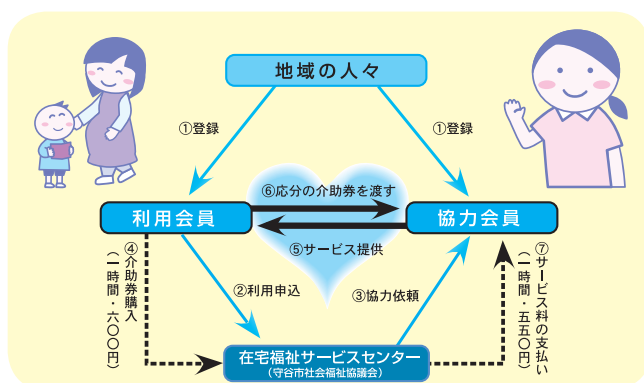 地域の人々
①登録
①登録
⑥応分の介助券を渡す
利用会員
協力会員
⑤サービス提供
④介助券購入
(一時間・六〇〇円)
②利用申込
③協力依頼
⑦サービス料の支払い
(一時間・五五〇円)
在宅福祉サービスセンター
(守谷市社会福祉協議会)